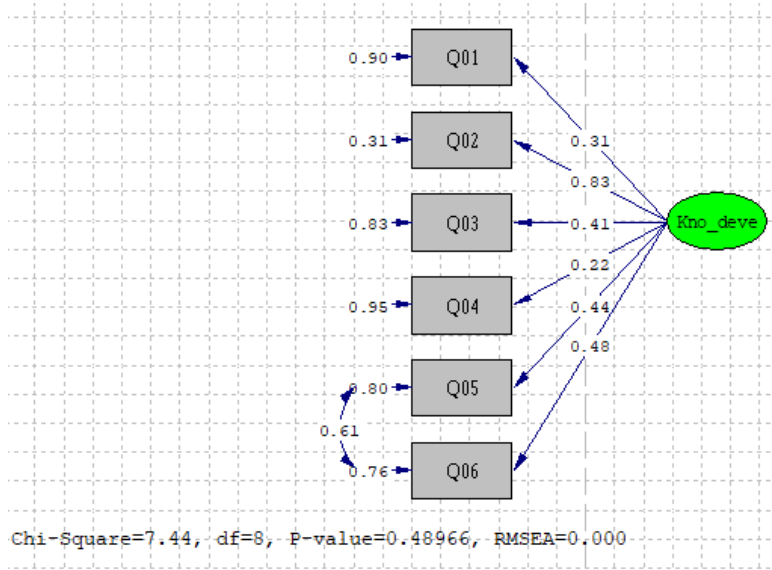 0.90 Q01
0.31
0.31 Q02
0.83
0.83 Q03 0.41 Kno_deve
0.22
0.95 Q04 0.44
0.48
0.80 Q05
0.61
0.76 Q06
Chi-Square=7.44, df=8, P-value=0.48966, RMSEA=0.000